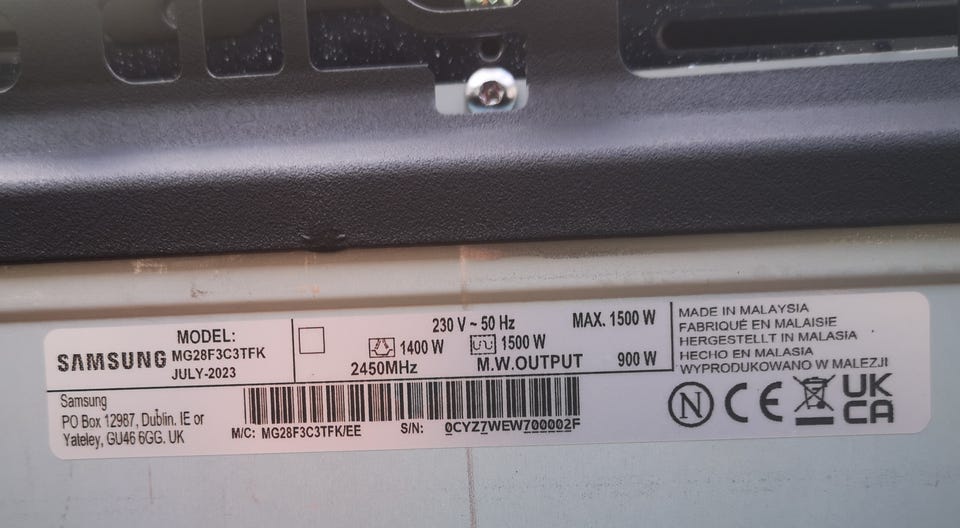 SAMSUNG
MODEL:
MG28F3C3TFK
JULY-2023
230 V ~ 50 Hz
MAX. 1500 W
1400 W
1500 W
2450MHz
M.W.OUTPUT
900 W
MADE IN MALAYSIA
FABRIQUÉ EN MALAISIE
HERGESTELLT IN MALASIA
HECHO EN MALASIA
WYPRODUKOWANO W MALEZJI
Samsung
PO Box 12987, Dublin. IE or
Yateley, GU46 6GG. UK
M/C: MG28F3C3TFK/EE
S/N: 0CYZ7WEW700002F
N
CE
UK
CA